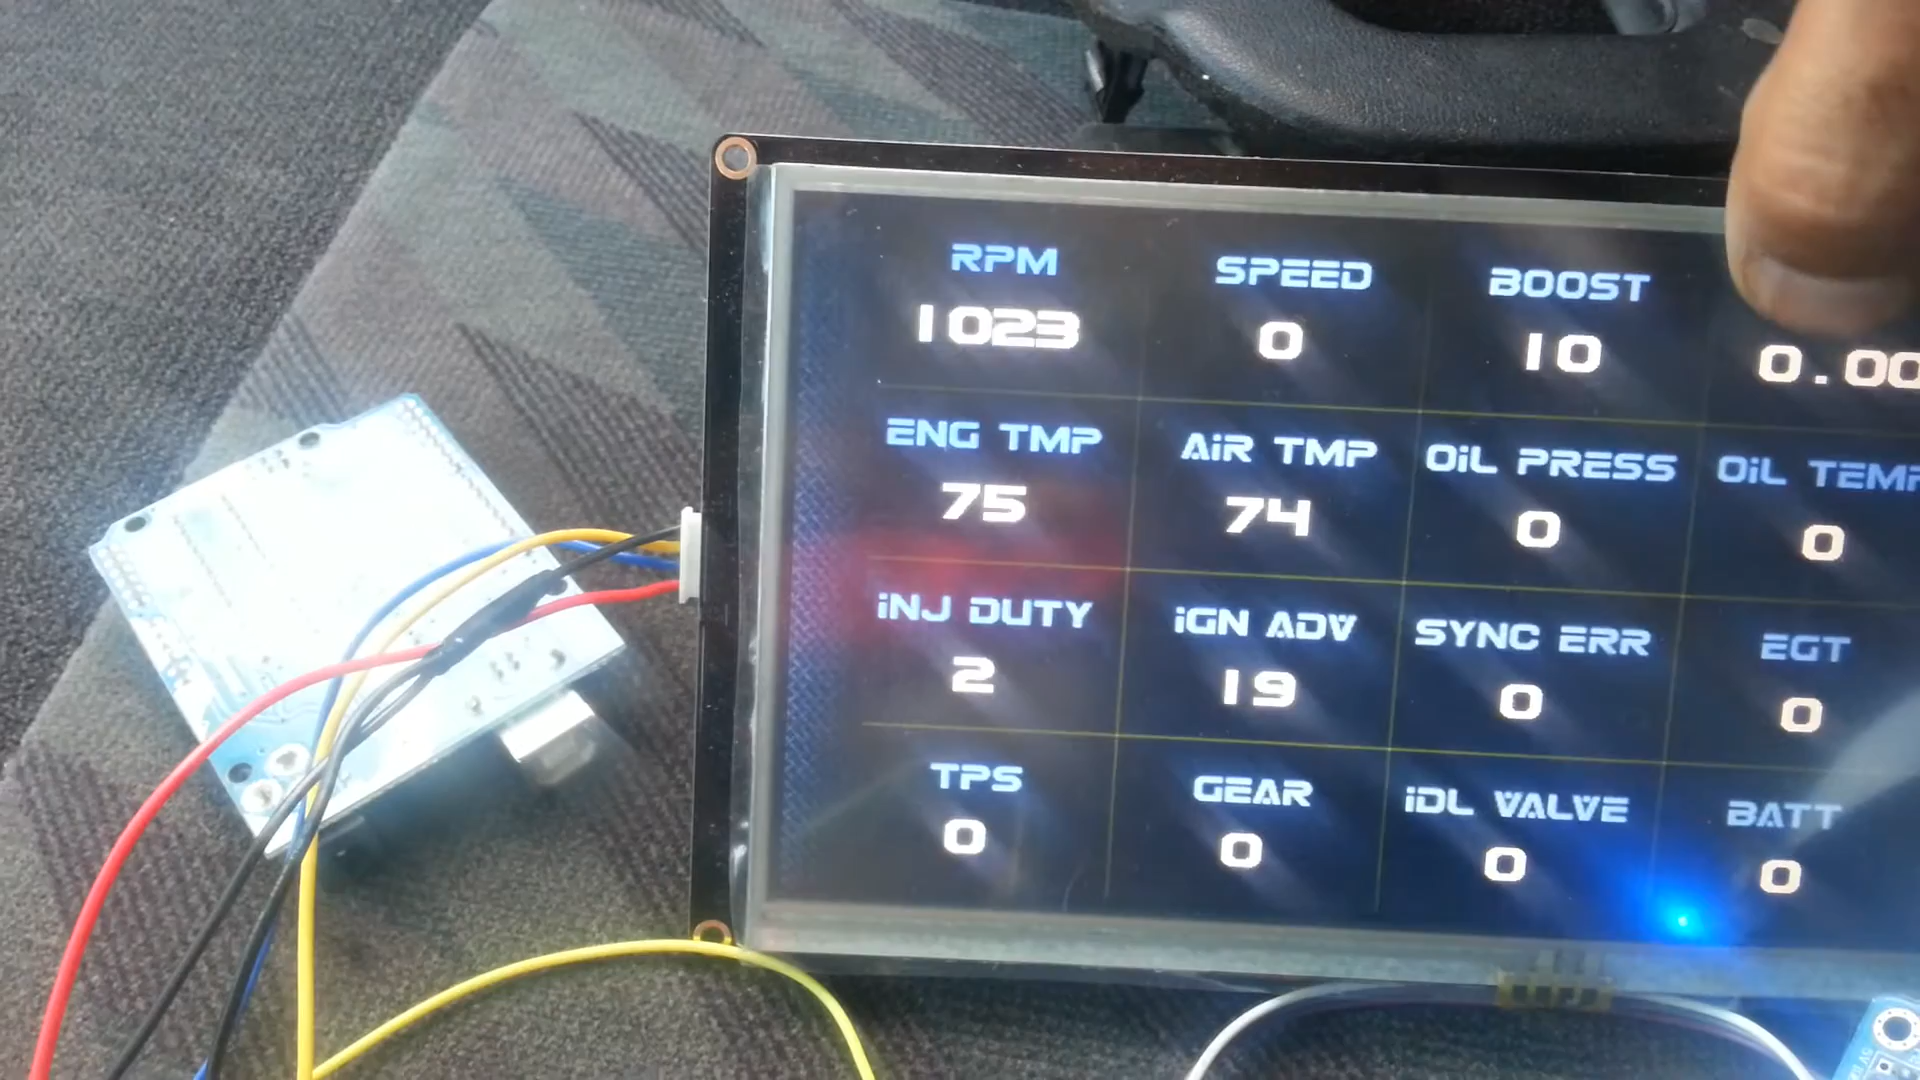 RPM SPEED BOOST
1023 0 10 0.00
ENG TMP AiR TMP OiL PRESS OiL TEMP
75 74 0 0
iNJ DUTY iGN ADV SYNC ERR EGT
2 19 0 0
TPS GEAR iDL VALVE BATT
0 0 0 0